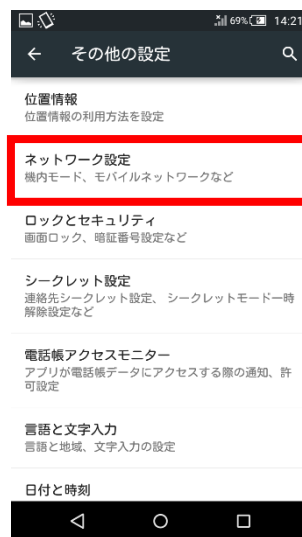 69% 14:21
その他の設定
位置情報
位置情報の利用方法を設定
ネットワーク設定
機内モード、モバイルネットワークなど
ロックとセキュリティ
画面ロック、暗証番号設定など
シークレット設定
連絡先シークレット設定、シークレットモード一時
解除設定など
電話帳アクセスモニター
アプリが電話帳データにアクセスする際の通知、許
可設定
言語と文字入力
言語と地域、文字入力の設定
日付と時刻